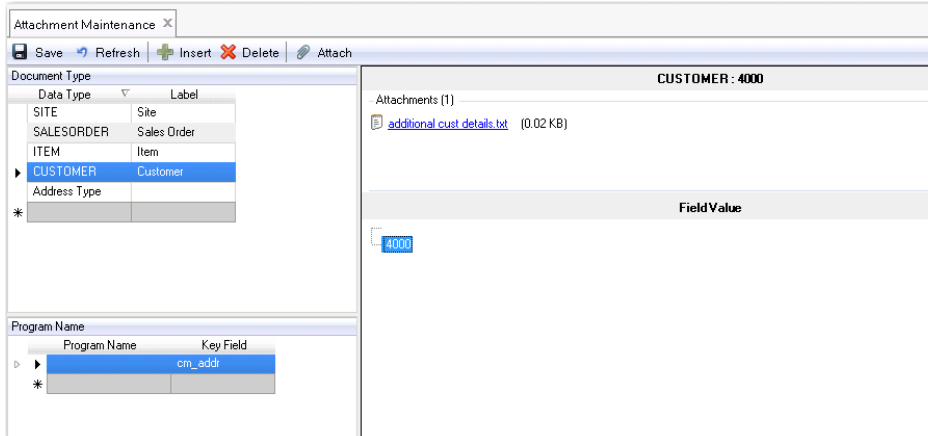 Attachment Maintenance X
Save Refresh Insert Delete Attach
Document Type
Data Type Label
SITE Site
SALESORDER Sales Order
ITEM Item
CUSTOMER Customer
Address Type
Program Name
Program Name Key Field
cm_addr
CUSTOMER : 4000
Attachments (1)
additional cust details.txt (0.02 KB)
Field Value
4000